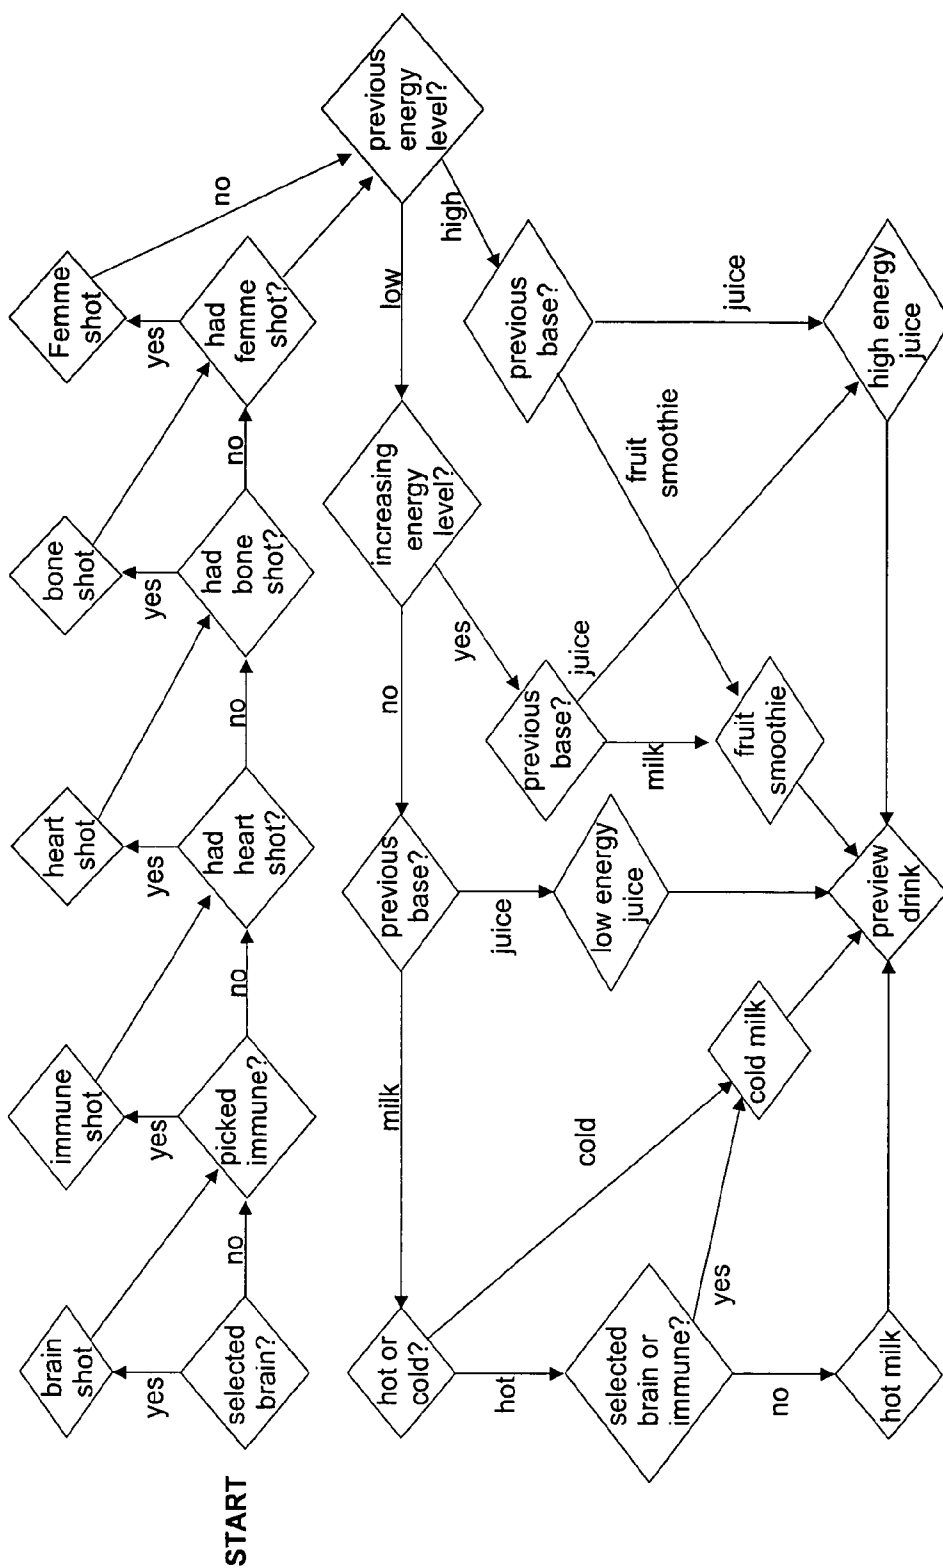 START
selected
brain?
yes
brain
shot
no
picked
immune?
yes
immune
shot
no
had
heart
shot?
yes
heart
shot
no
had
bone
shot?
yes
bone
shot
no
had
femme
shot?
yes
Femme
shot
no
previous
energy
level?
low
high
increasing
energy
level?
no
yes
previous
base?
fruit
smoothie
juice
high energy
juice
previous
base?
juice
milk
fruit
smoothie
previous
base?
juice
low energy
juice
milk
hot or
cold?
cold
hot
selected
brain or
immune?
yes
cold milk
no
hot milk
preview
drink